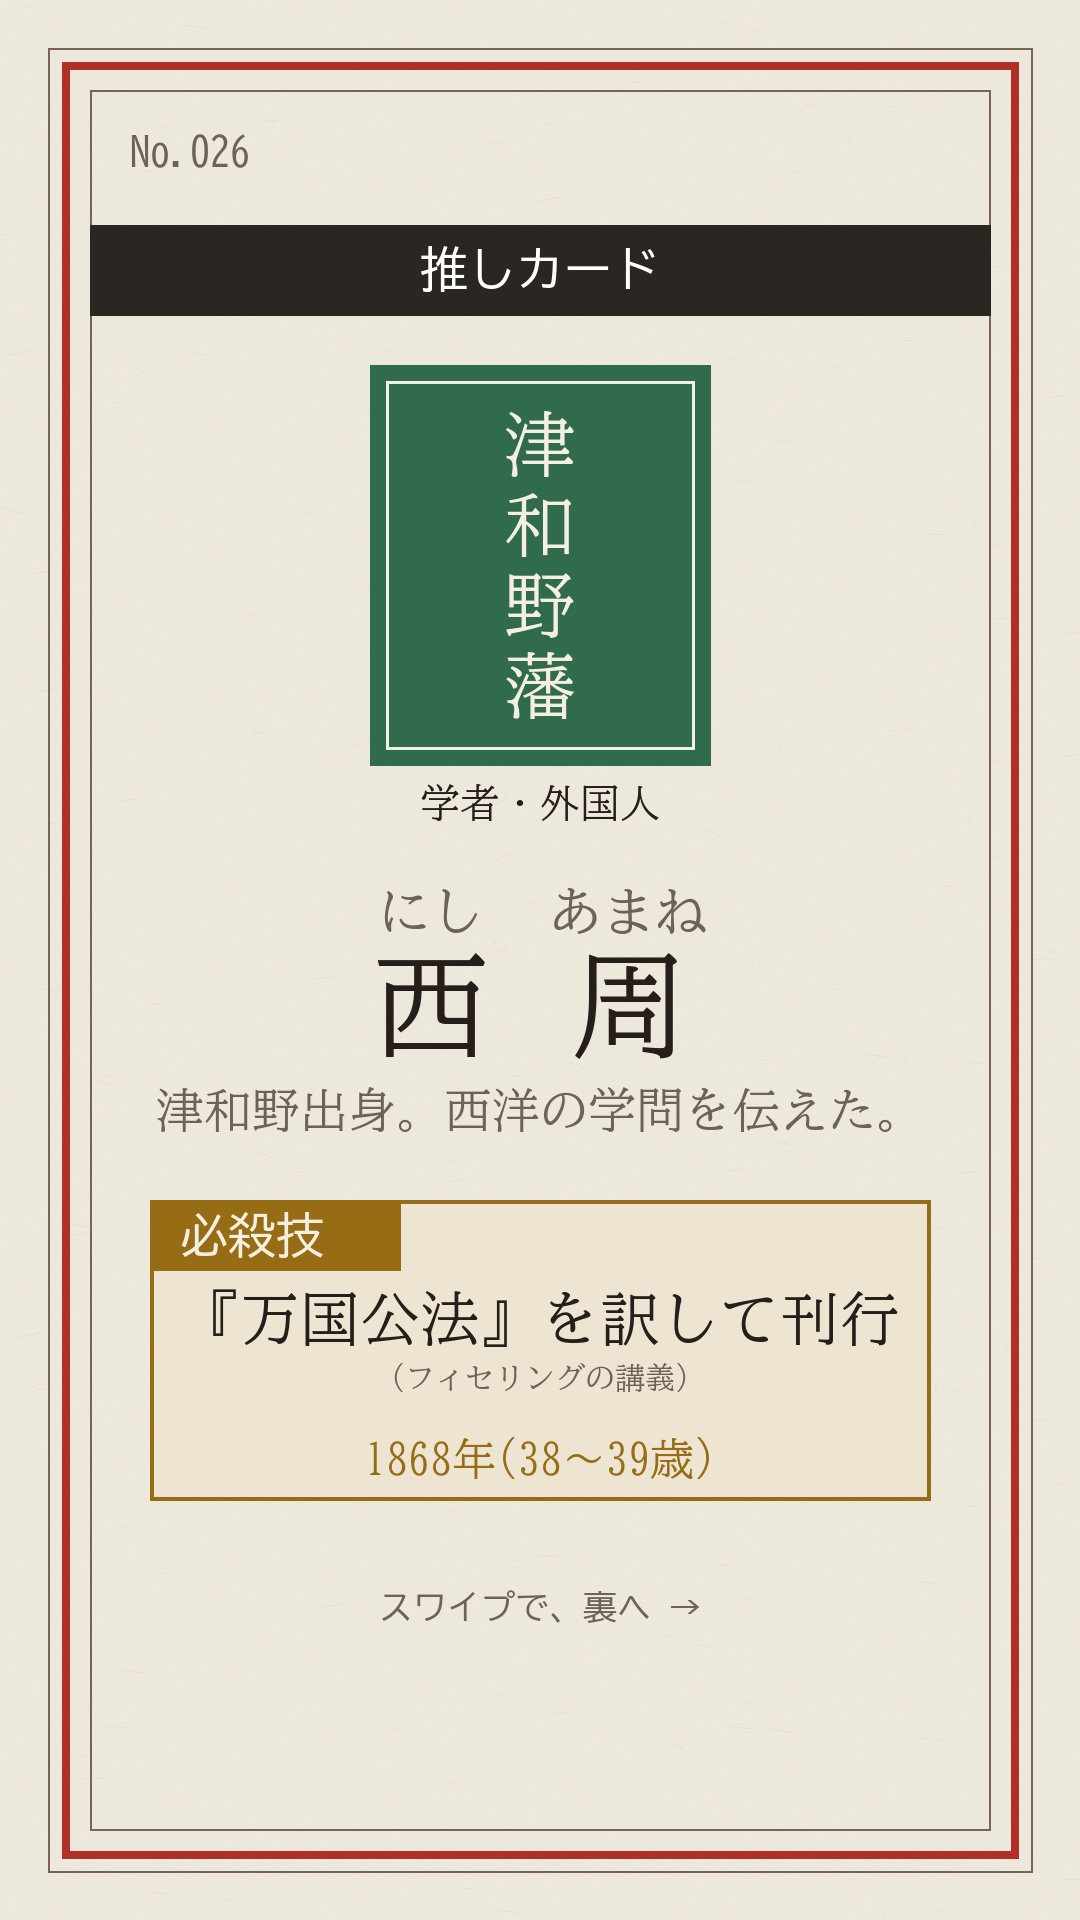 No.026
推しカード
津和野藩
学者・外国人
にし　あまね
西　周
津和野出身。西洋の学問を伝えた。
必殺技
『万国公法』を訳して刊行
（フィセリングの講義）
1868年(38〜39歳)
スワイプで、裏へ →